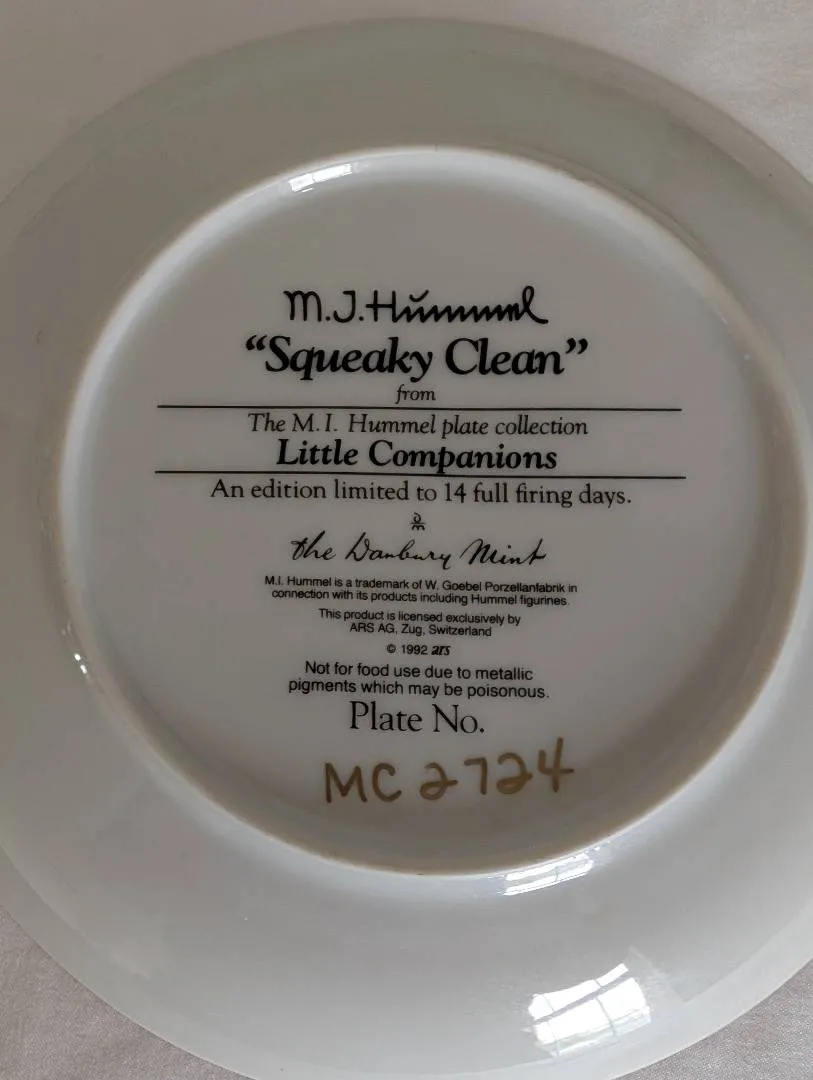 M.J. Hummel
“Squeaky Clean”
from
The M.I. Hummel plate collection
Little Companions
An edition limited to 14 full firing days.
the Danbury Mint
M.I. Hummel is a trademark of W. Goebel Porzellanfabrik in
connection with its products including Hummel figurines.
This product is licensed exclusively by
ARS AG, Zug, Switzerland
© 1992 ars
Not for food use due to metallic
pigments which may be poisonous.
Plate No.
MC 2724